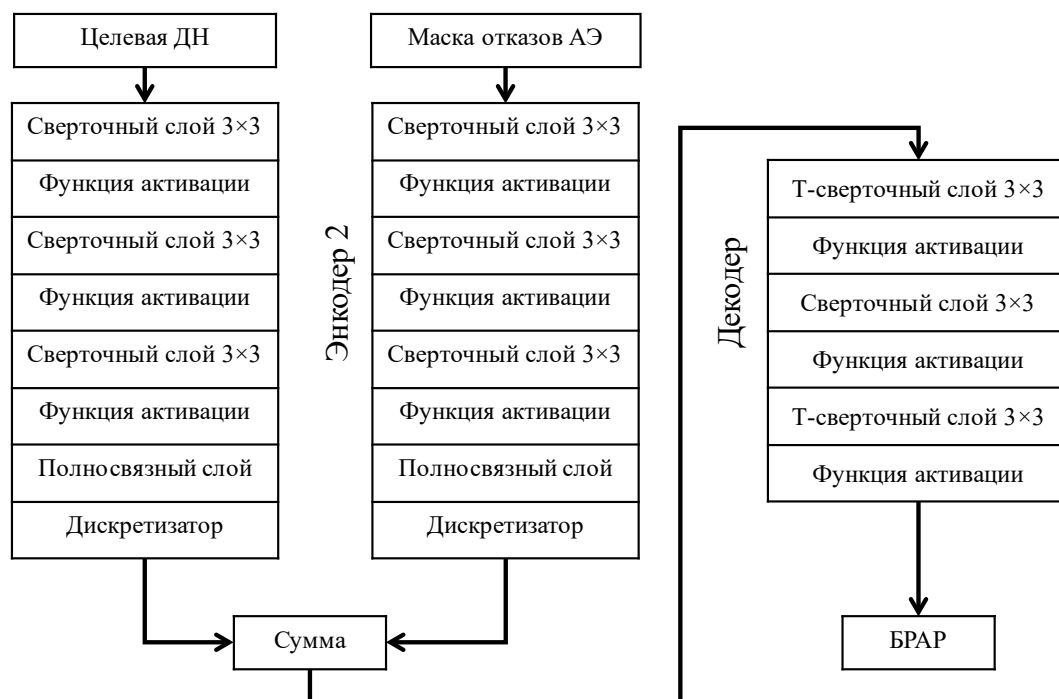 Целевая ДН
Сверточный слой 3×3
Функция активации
Сверточный слой 3×3
Функция активации
Сверточный слой 3×3
Функция активации
Полносвязный слой
Дискретизатор
Энкодер 2
Маска отказов АЭ
Сверточный слой 3×3
Функция активации
Сверточный слой 3×3
Функция активации
Сверточный слой 3×3
Функция активации
Полносвязный слой
Дискретизатор
Сумма
Декодер
Т-сверточный слой 3×3
Функция активации
Сверточный слой 3×3
Функция активации
Т-сверточный слой 3×3
Функция активации
БРАР